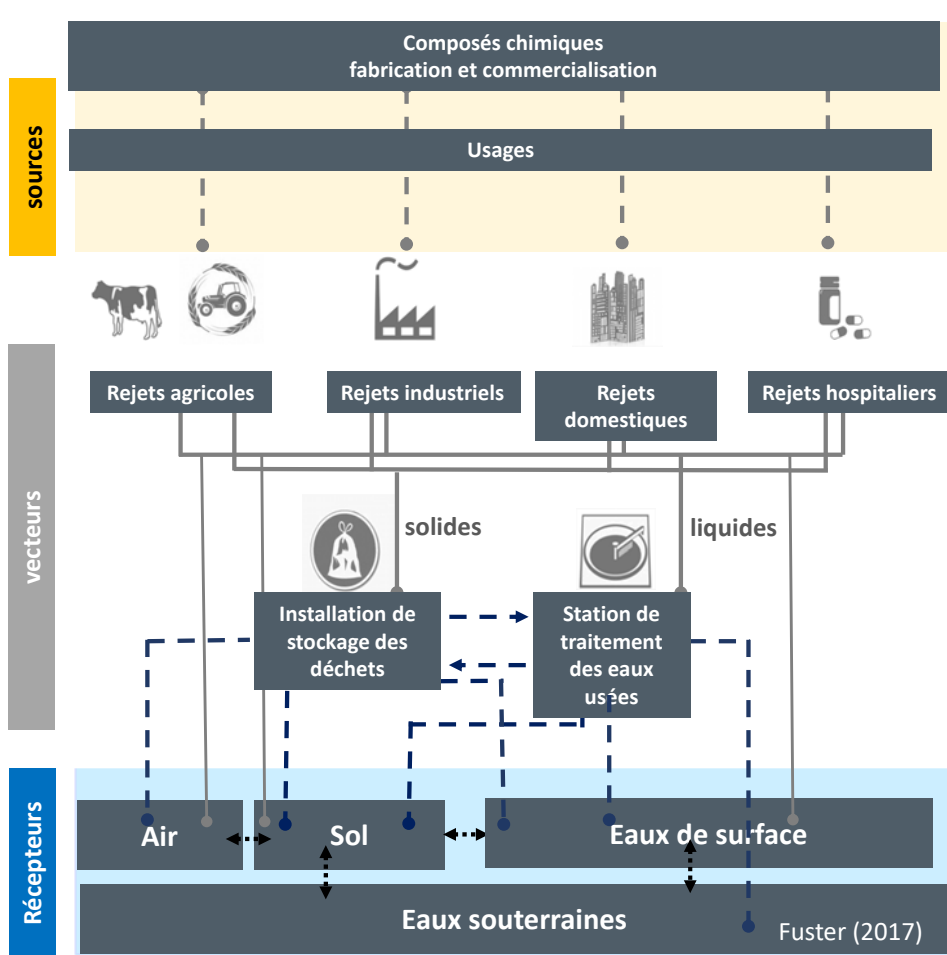 Composés chimiques
fabrication et commercialisation
sources
Usages
Rejets agricoles
Rejets industriels
Rejets
domestiques
Rejets hospitaliers
vecteurs
solides
liquides
Installation de
stockage des
déchets
Station de
traitement
des eaux
usées
Récepteurs
Air
Sol
Eaux de surface
Eaux souterraines
Fuster (2017)